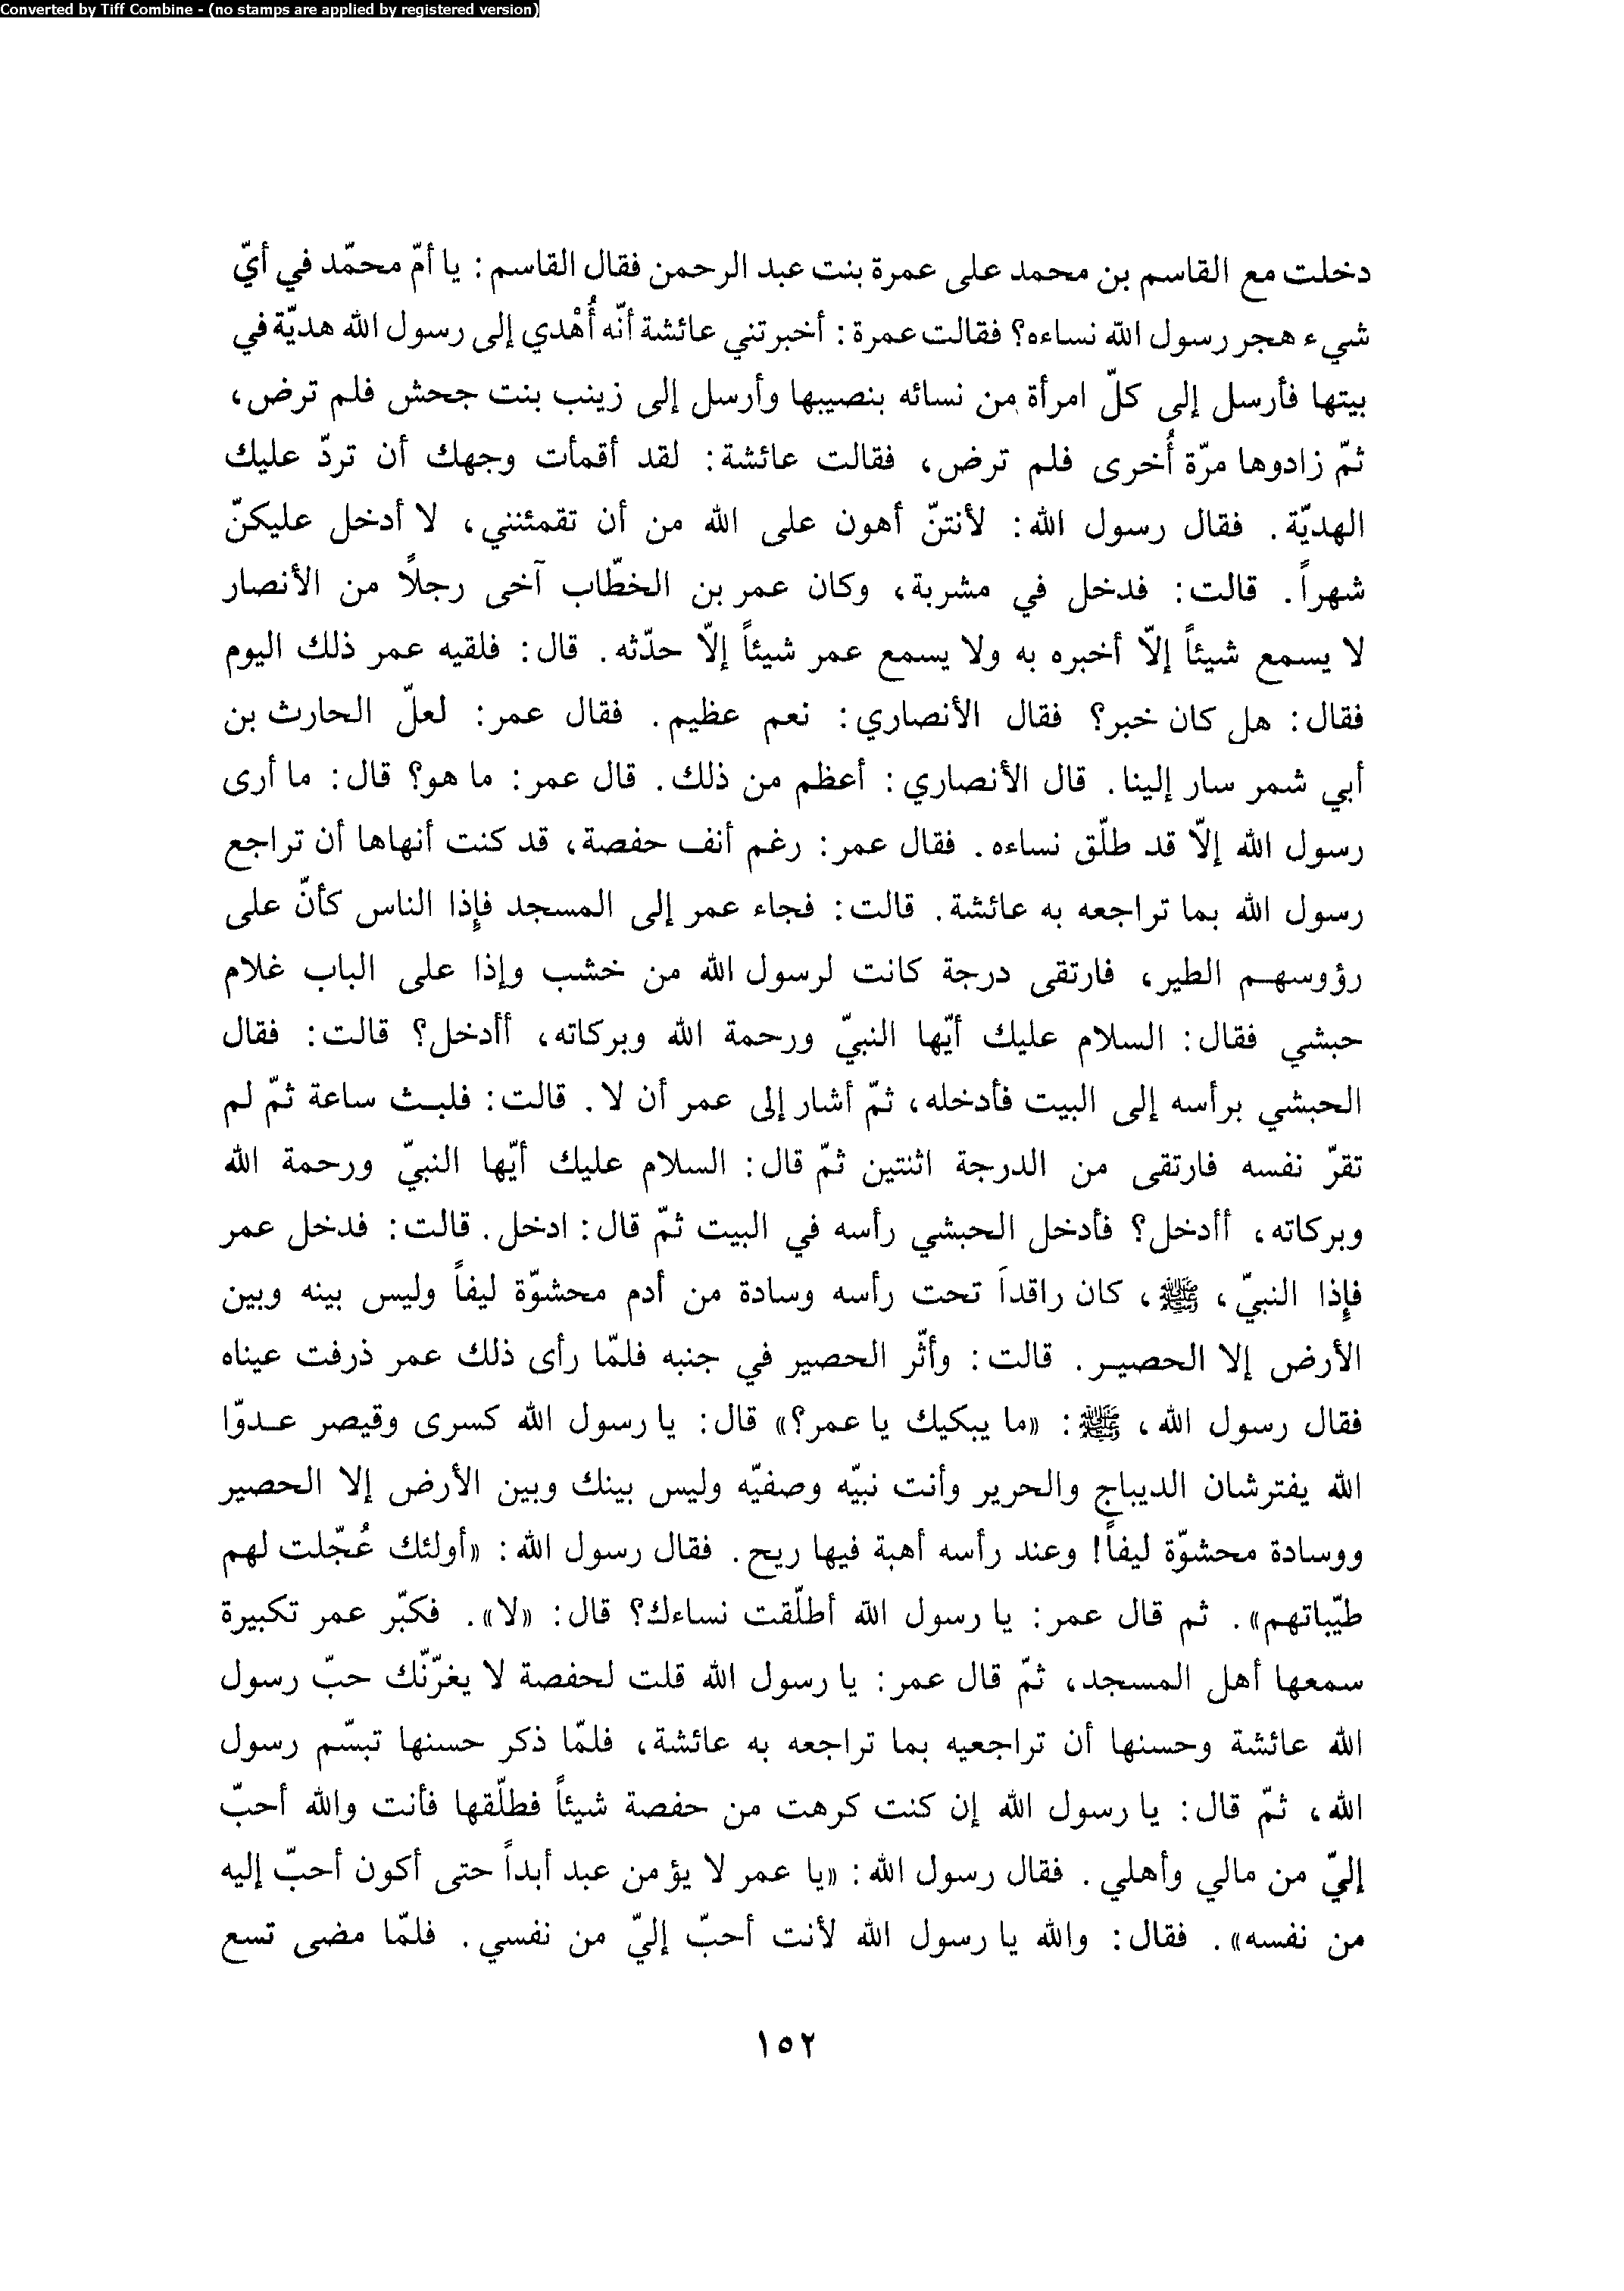 Converted by Tiff Combine - (no stamps are applied by registered version)
دخلت مع القاسم بن محمد على عمرة بنت عبد الرحمن فقال القاسم: يا أمّ محمّد في أيّ
شيء هجر رسول الله نساءه؟ فقالت عمرة: أخبرتني عائشة أنّه أُهْدي إلى رسول الله هديّة في
بيتها فأرسل إلى كلّ امرأة من نسائه بنصيبها وأرسل إلى زينب بنت جحش فلم ترض،
ثمّ زادوها مرّة أُخرى فلم ترض، فقالت عائشة: لقد أقمأت وجهك أن تردّ عليك
الهديّة. فقال رسول الله: لأنتنّ أهون على الله من أن تقمئنني، لا أدخل عليكنّ
شهراً. قالت: فدخل في مشربة، وكان عمر بن الخطّاب آخى رجلاً من الأنصار
لا يسمع شيئاً إلاّ أخبره به ولا يسمع عمر شيئاً إلاّ حدّثه. قال: فلقيه عمر ذلك اليوم
فقال: هل كان خبر؟ فقال الأنصاري: نعم عظيم. فقال عمر: لعلّ الحارث بن
أبي شمر سار إلينا. قال الأنصاري: أعظم من ذلك. قال عمر: ما هو؟ قال: ما أرى
رسول الله إلاّ قد طلّق نساءه. فقال عمر: رغم أنف حفصة، قد كنت أنهاها أن تراجع
رسول الله بما تراجعه به عائشة. قالت: فجاء عمر إلى المسجد فإذا الناس كأنّ على
رؤوسهم الطير، فارتقى درجة كانت لرسول الله من خشب وإذا على الباب غلام
حبشي فقال: السلام عليك أيّها النبيّ ورحمة الله وبركاته، أأدخل؟ قالت: فقال
الحبشي برأسه إلى البيت فأدخله، ثمّ أشار إلى عمر أن لا. قالت: فلبث ساعة ثمّ لم
تقرّ نفسه فارتقى من الدرجة اثنتين ثمّ قال: السلام عليك أيّها النبيّ ورحمة الله
وبركاته، أأدخل؟ فأدخل الحبشي رأسه في البيت ثمّ قال: ادخل. قالت: فدخل عمر
فإذا النبيّ، ﷺ، كان راقداً تحت رأسه وسادة من أدم محشوّة ليفاً وليس بينه وبين
الأرض إلا الحصير. قالت: وأثّر الحصير في جنبه فلمّا رأى ذلك عمر ذرفت عيناه
فقال رسول الله، ﷺ: «ما يبكيك يا عمر؟» قال: يا رسول الله كسرى وقيصر عدوّا
الله يفترشان الديباج والحرير وأنت نبيّه وصفيّه وليس بينك وبين الأرض إلا الحصير
ووسادة محشوّة ليفاً! وعند رأسه أهبة فيها ريح. فقال رسول الله: «أولئك عُجّلت لهم
طيّباتهم». ثم قال عمر: يا رسول الله أطلّقت نساءك؟ قال: «لا». فكبّر عمر تكبيرة
سمعها أهل المسجد، ثمّ قال عمر: يا رسول الله قلت لحفصة لا يغرّنّك حبّ رسول
الله عائشة وحسنها أن تراجعيه بما تراجعه به عائشة، فلمّا ذكر حسنها تبسّم رسول
الله، ثمّ قال: يا رسول الله إن كنت كرهت من حفصة شيئاً فطلّقها فأنت والله أحبّ
إليّ من مالي وأهلي. فقال رسول الله: «يا عمر لا يؤمن عبد أبداً حتى أكون أحبّ إليه
من نفسه». فقال: والله يا رسول الله لأنت أحبّ إليّ من نفسي. فلمّا مضى تسع
١٥٢